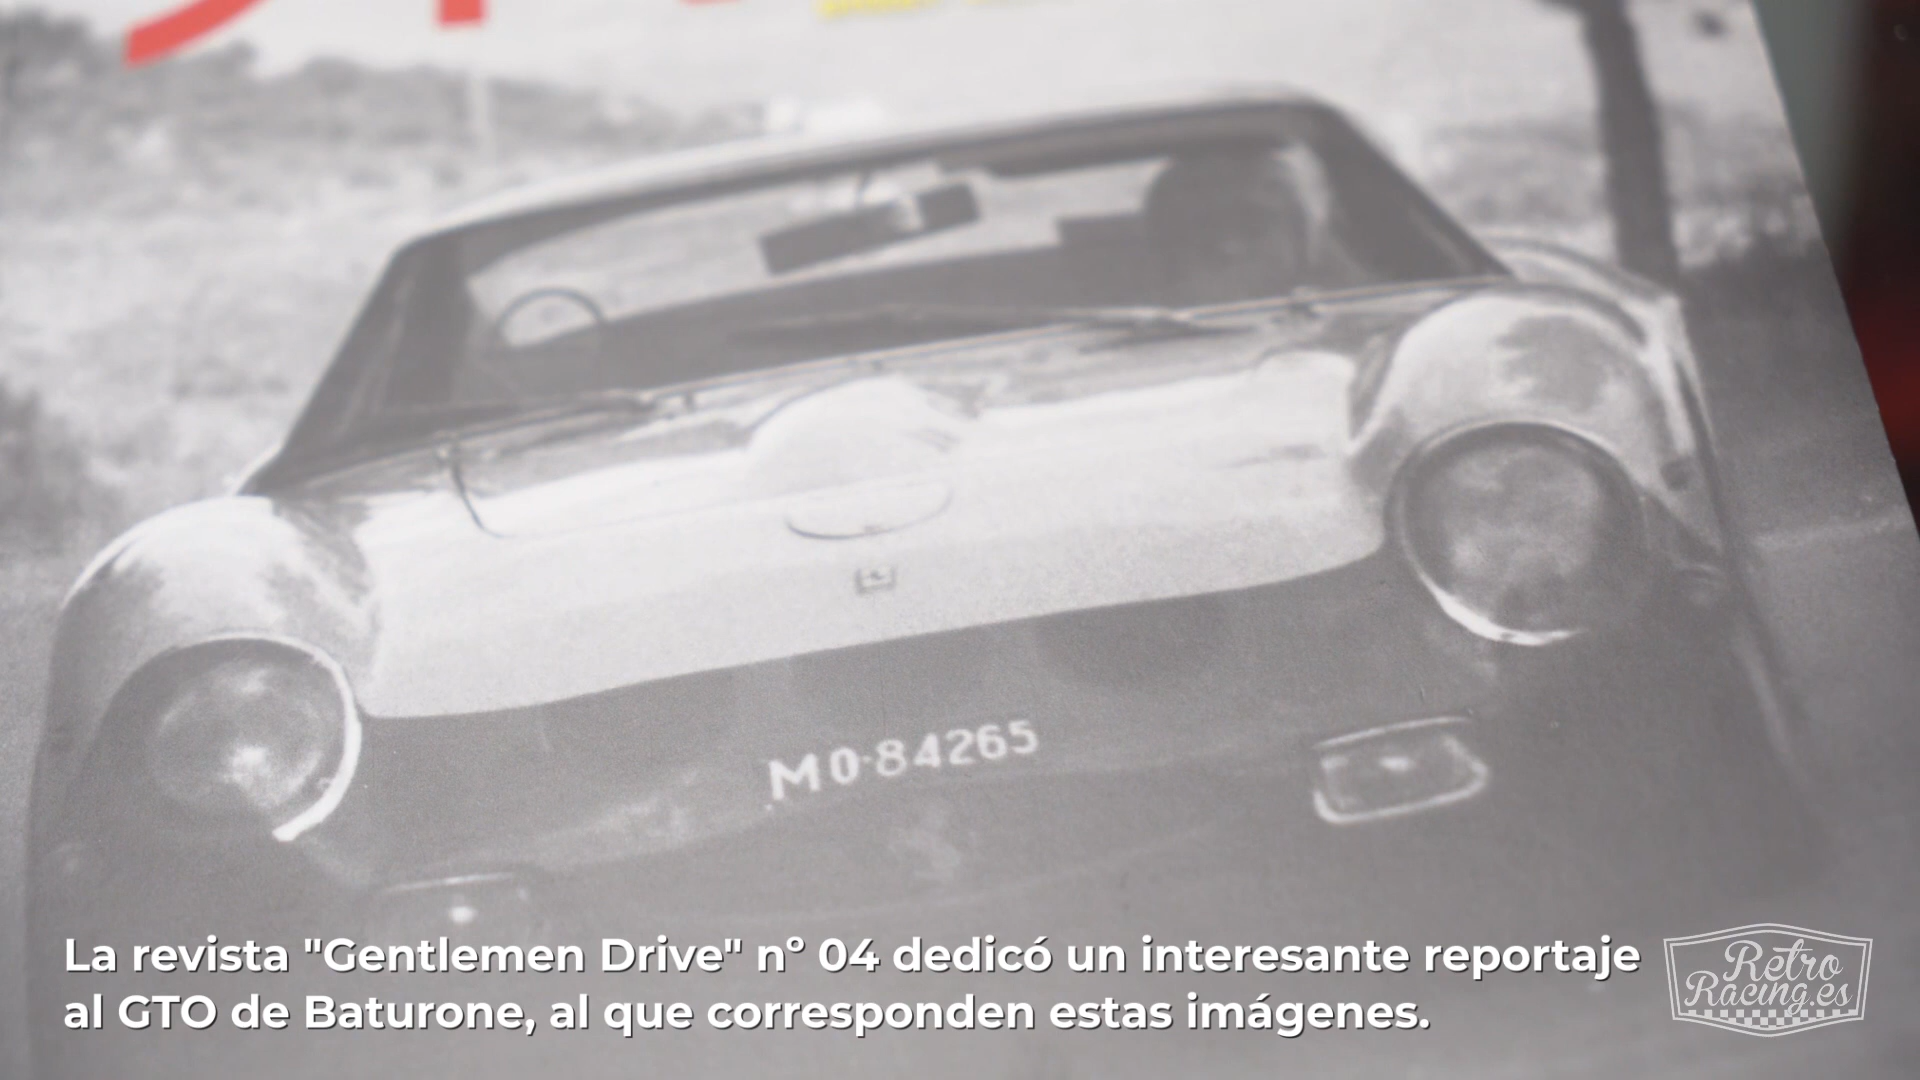 MO·84265
La revista "Gentlemen Drive" nº 04 dedicó un interesante reportaje
al GTO de Baturone, al que corresponden estas imágenes.
Retro
Racing.es